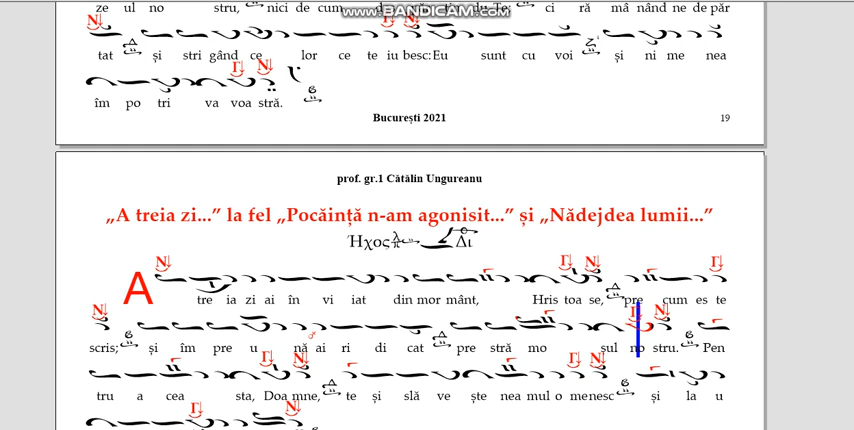 ze ul no stru, nici de cum
www.BANDICAM.com
ci ră mâ nând ne de păr
tat și stri gând ce lor ce te iu besc: Eu sunt cu voi și ni me nea
îm po tri va voa stră.
București 2021 19
prof. gr.1 Cătălin Ungureanu
„A treia zi...” la fel „Pocăință n-am agonisit...” și „Nădejdea lumii...”
Ήχος Δι
A tre ia zi ai în vi iat din mor mânt, Hris toa se, pre cum es te
scris; și îm pre u nă ai ri di cat pre stră mo șul no stru. Pen
tru a cea sta, Doa mne, te și slă ve ște nea mul o me nesc și la u